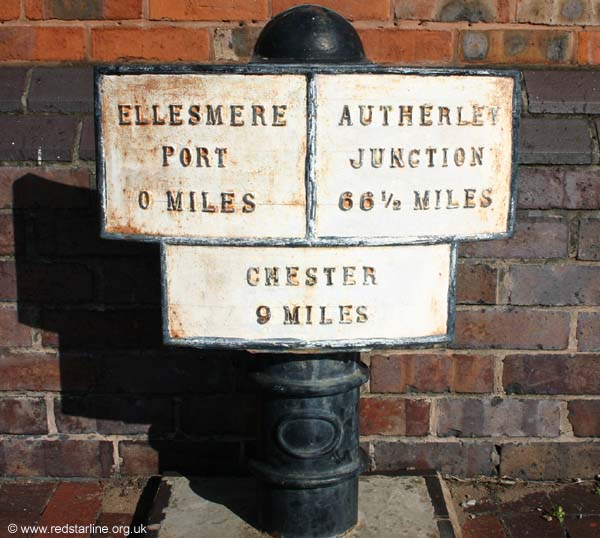 ELLESMERE
PORT
0 MILES
AUTHERLEY
JUNCTION
66½ MILES
CHESTER
9 MILES
© www.redstarline.org.uk